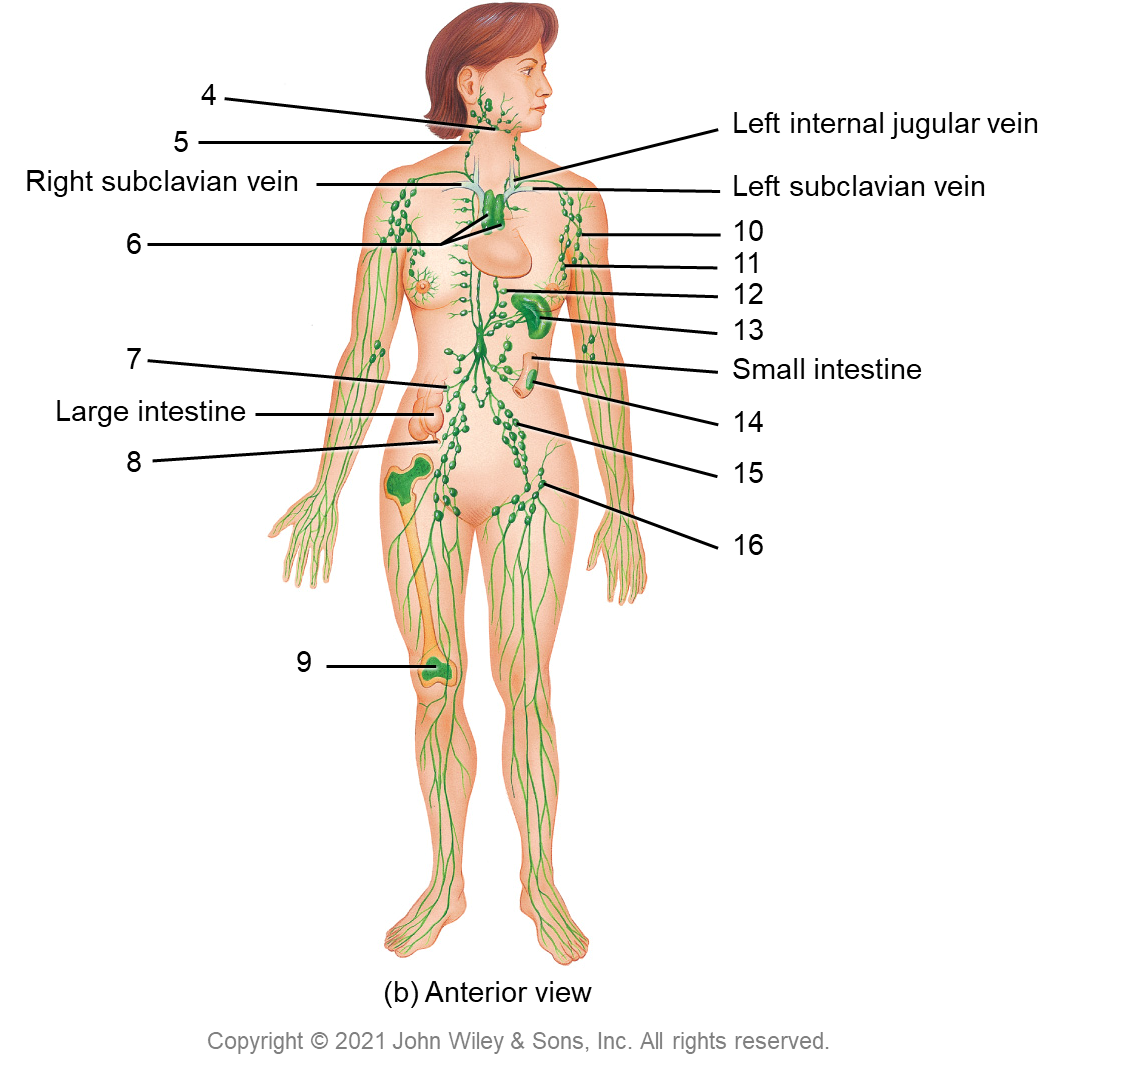 4
5
Right subclavian vein
6
7
Large intestine
8
9
Left internal jugular vein
Left subclavian vein
10
11
12
13
Small intestine
14
15
16
(b) Anterior view
Copyright © 2021 John Wiley & Sons, Inc. All rights reserved.